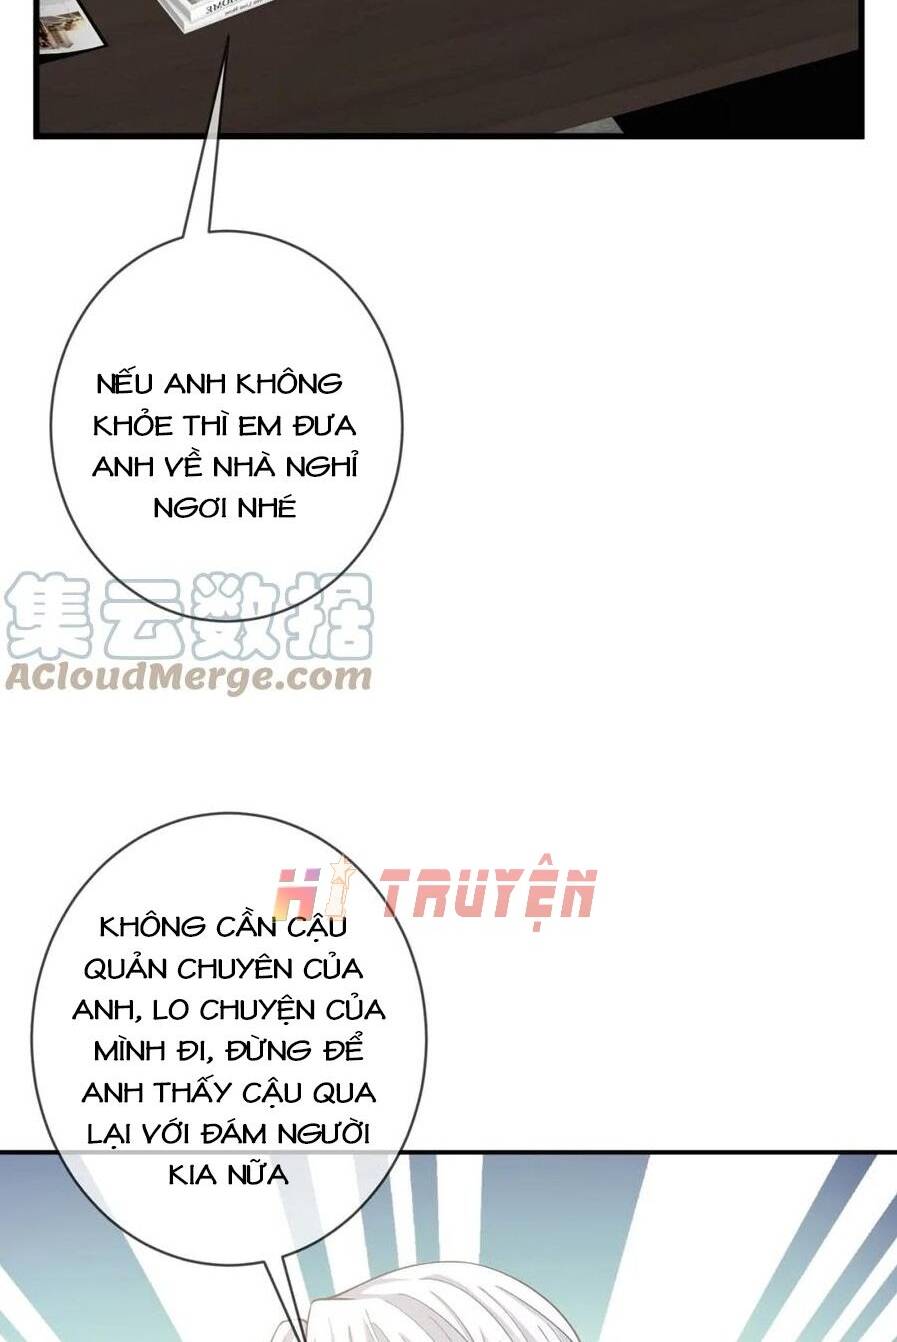 HOME
NẾU ANH KHÔNG
KHỎE THÌ EM ĐƯA
ANH VỀ NHÀ NGHỈ
NGƠI NHÉ
集云数据
ACloudMerge.com
HI TRUYỆN
KHÔNG CẦN CẬU
QUẢN CHUYÊN CỦA
ANH, LO CHUYỆN CỦA
MÌNH ĐI, ĐỪNG ĐỂ
ANH THẤY CẬU QUA
LẠI VỚI ĐÁM NGƯỜI
KIA NỮA